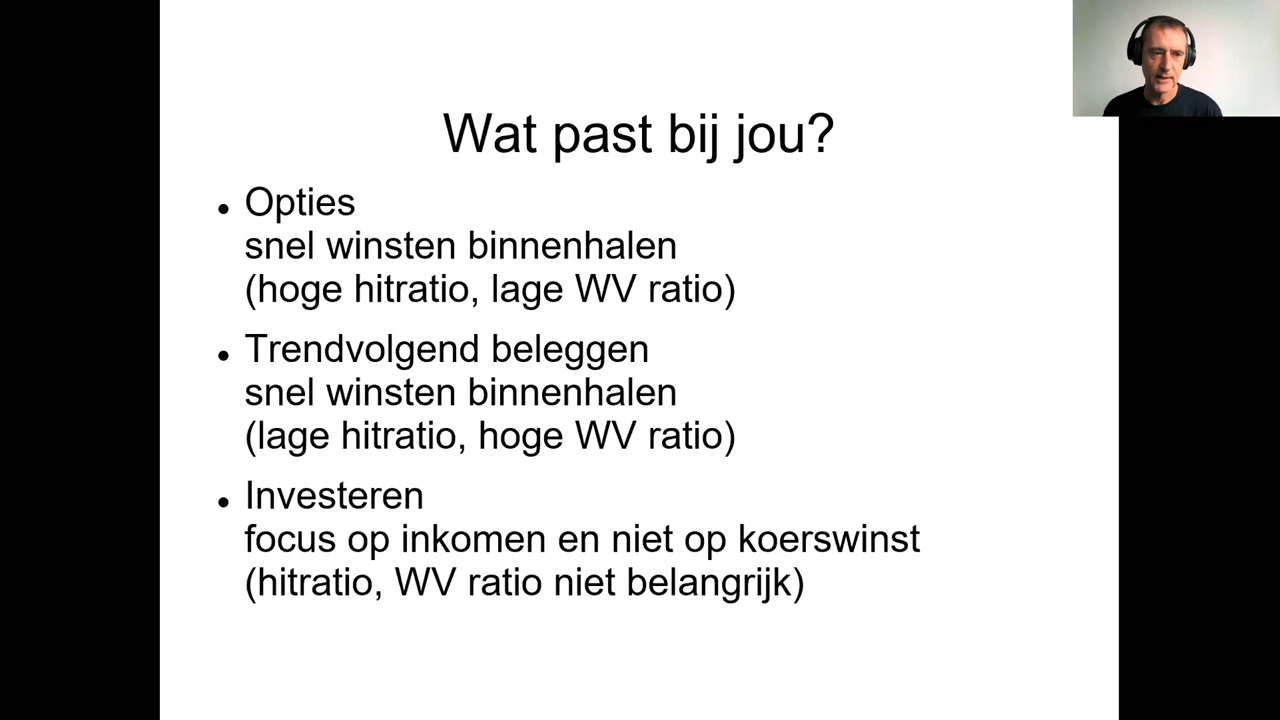 Wat past bij jou?
Opties
snel winsten binnenhalen
(hoge hitratio, lage WV ratio)
Trendvolgend beleggen
snel winsten binnenhalen
(lage hitratio, hoge WV ratio)
Investeren
focus op inkomen en niet op koerswinst
(hitratio, WV ratio niet belangrijk)